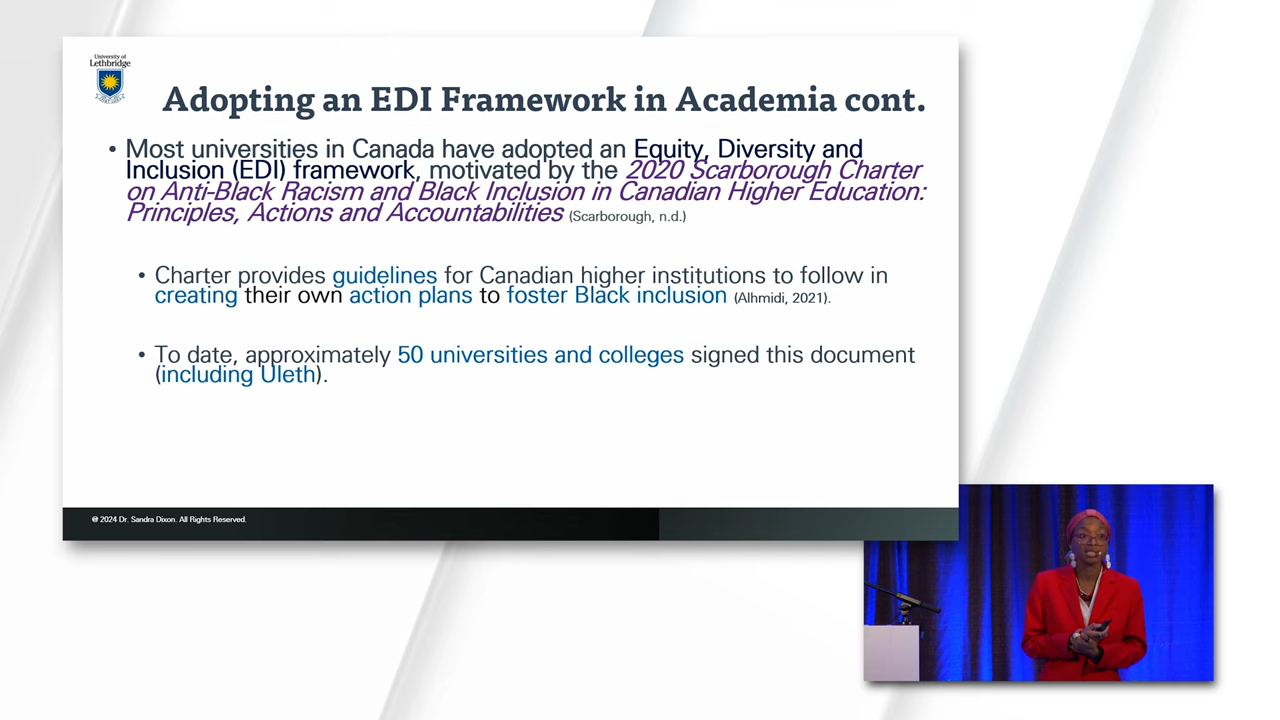 University of
Lethbridge
Adopting an EDI Framework in Academia cont.
• Most universities in Canada have adopted an Equity, Diversity and
Inclusion (EDI) framework, motivated by the 2020 Scarborough Charter
on Anti-Black Racism and Black Inclusion in Canadian Higher Education:
Principles, Actions and Accountabilities (Scarborough, n.d.)
• Charter provides guidelines for Canadian higher institutions to follow in
creating their own action plans to foster Black inclusion (Alhmidi, 2021).
• To date, approximately 50 universities and colleges signed this document
(including Uleth).
@ 2024 Dr. Sandra Dixon. All Rights Reserved.